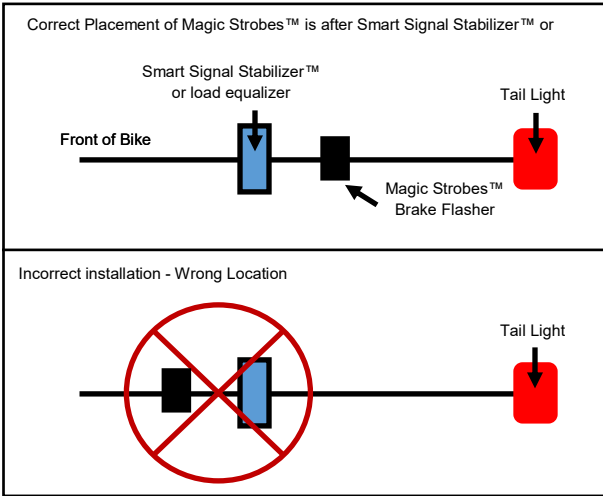 Correct Placement of Magic Strobes™ is after Smart Signal Stabilizer™ or
Smart Signal Stabilizer™
or load equalizer
Tail Light
Front of Bike
Magic Strobes™
Brake Flasher
Incorrect installation - Wrong Location
Tail Light